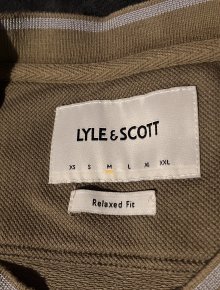 LYLE & SCOTT
XS S M L XL XXL
Relaxed Fit